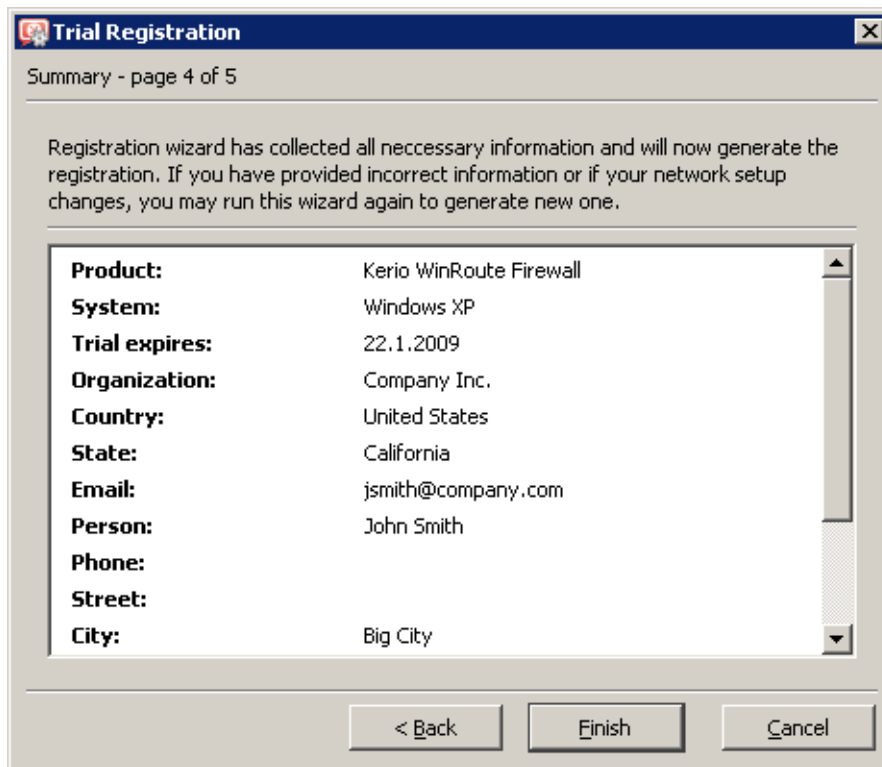 Trial Registration
Summary - page 4 of 5
Registration wizard has collected all neccessary information and will now generate the
registration. If you have provided incorrect information or if your network setup
changes, you may run this wizard again to generate new one.
Product: Kerio WinRoute Firewall
System: Windows XP
Trial expires: 22.1.2009
Organization: Company Inc.
Country: United States
State: California
Email: jsmith@company.com
Person: John Smith
Phone:
Street:
City: Big City
< Back Finish Cancel